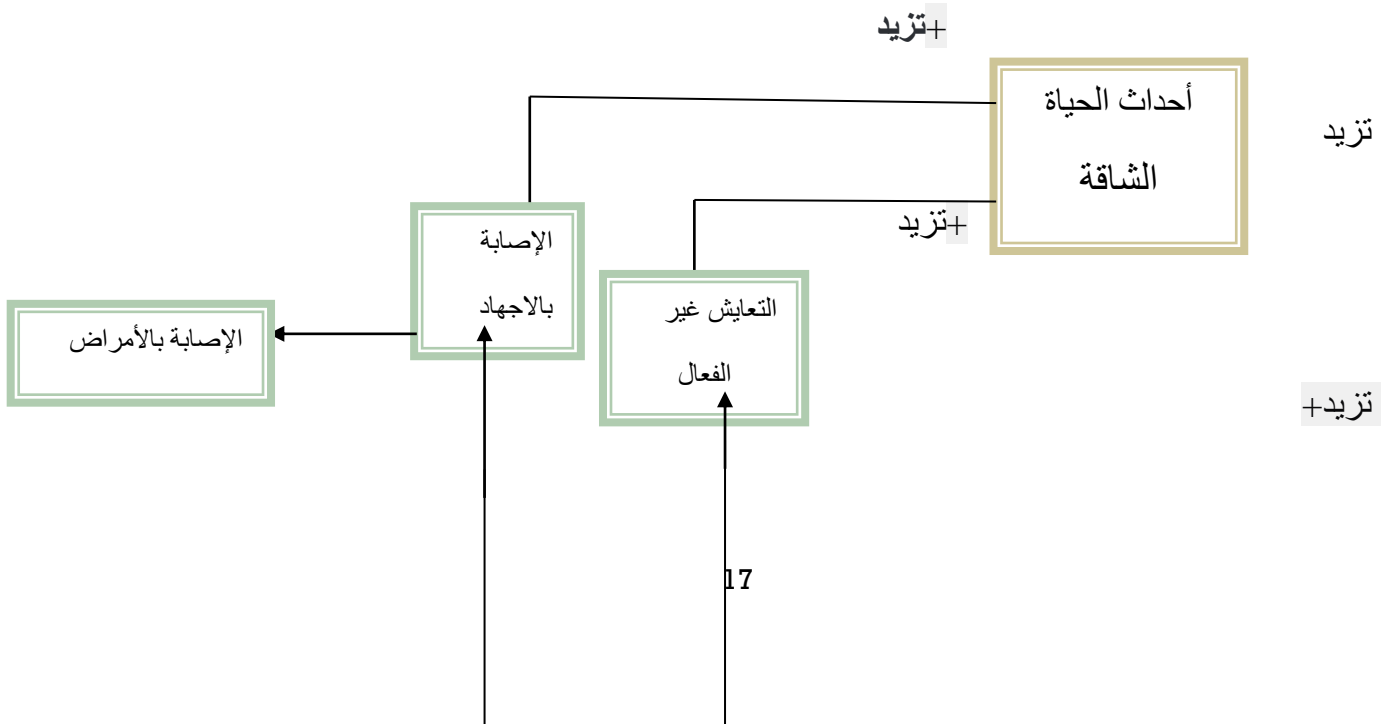 +تزيد
أحداث الحياة
الشاقة
تزيد
+تزيد
الإصابة
بالاجهاد
التعايش غير
الفعال
الإصابة بالأمراض
تزيد+
17